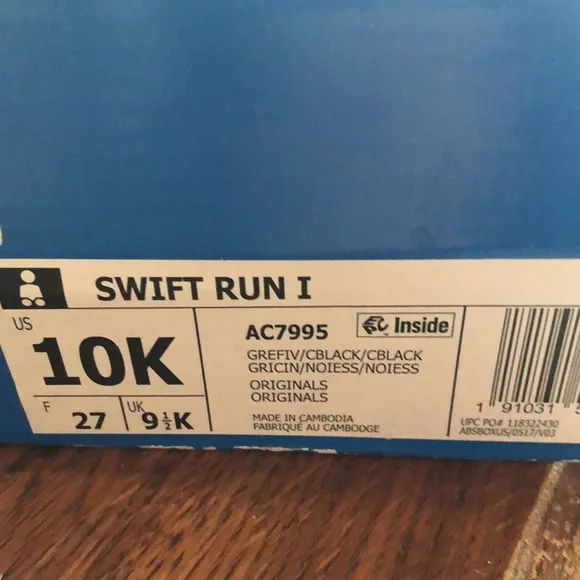 SWIFT RUN I
US
10K
F
27
UK
9½K
AC7995
Inside
GREFIV/CBLACK/CBLACK
GRICIN/NOIESS/NOIESS
ORIGINALS
ORIGINALS
MADE IN CAMBODIA
FABRIQUÉ AU CAMBODGE
1 91031
UPC PO# 118322430
ABSBOXUS/0517/V03